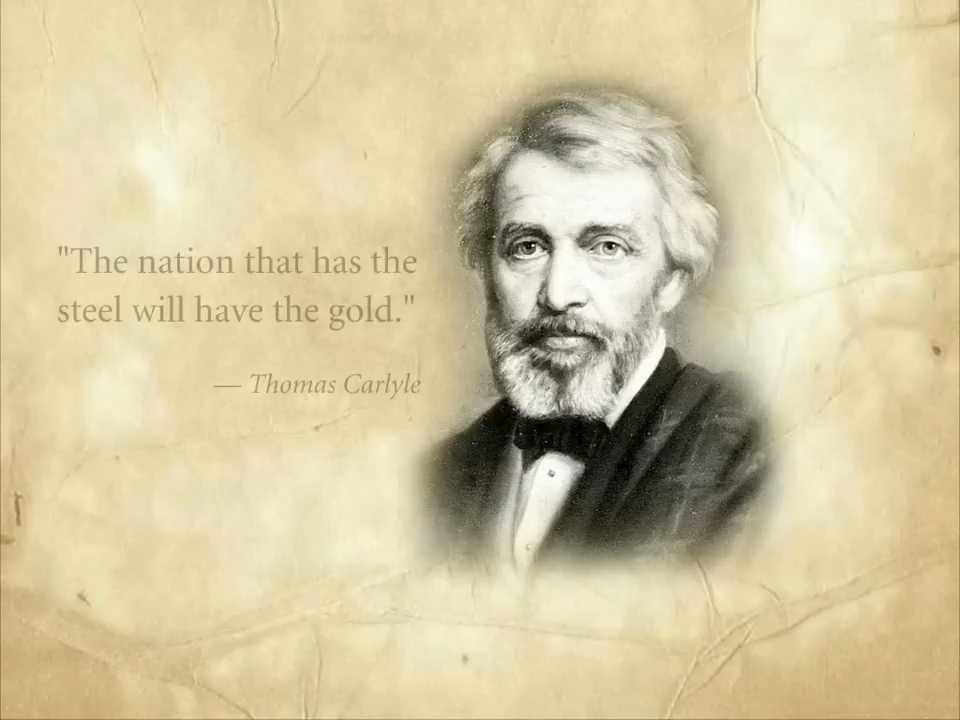 "The nation that has the
steel will have the gold."
— Thomas Carlyle